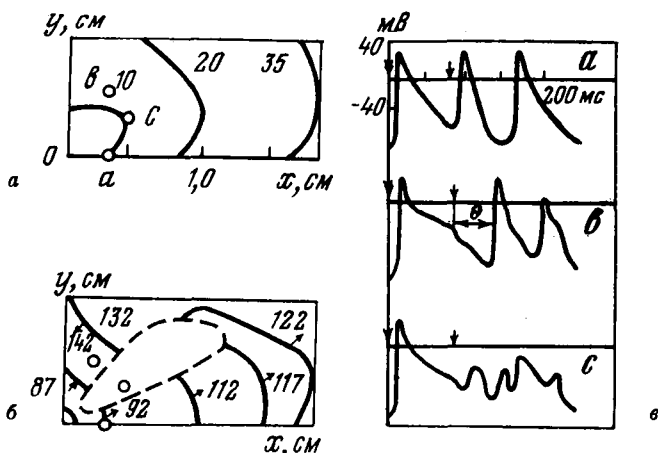 y, см
в 10 20 35
с
0 a 1,0 x, см
а
y, см
132 122
142
87
92 112 117
x, см
б
мВ
40
a
200 мс
-40
θ
в
c
в